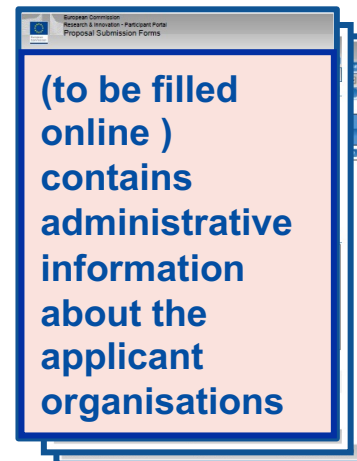 European Commission
Research & Innovation - Participant Portal
Proposal Submission Forms
(to be filled
online )
contains
administrative
information
about the
applicant
organisations